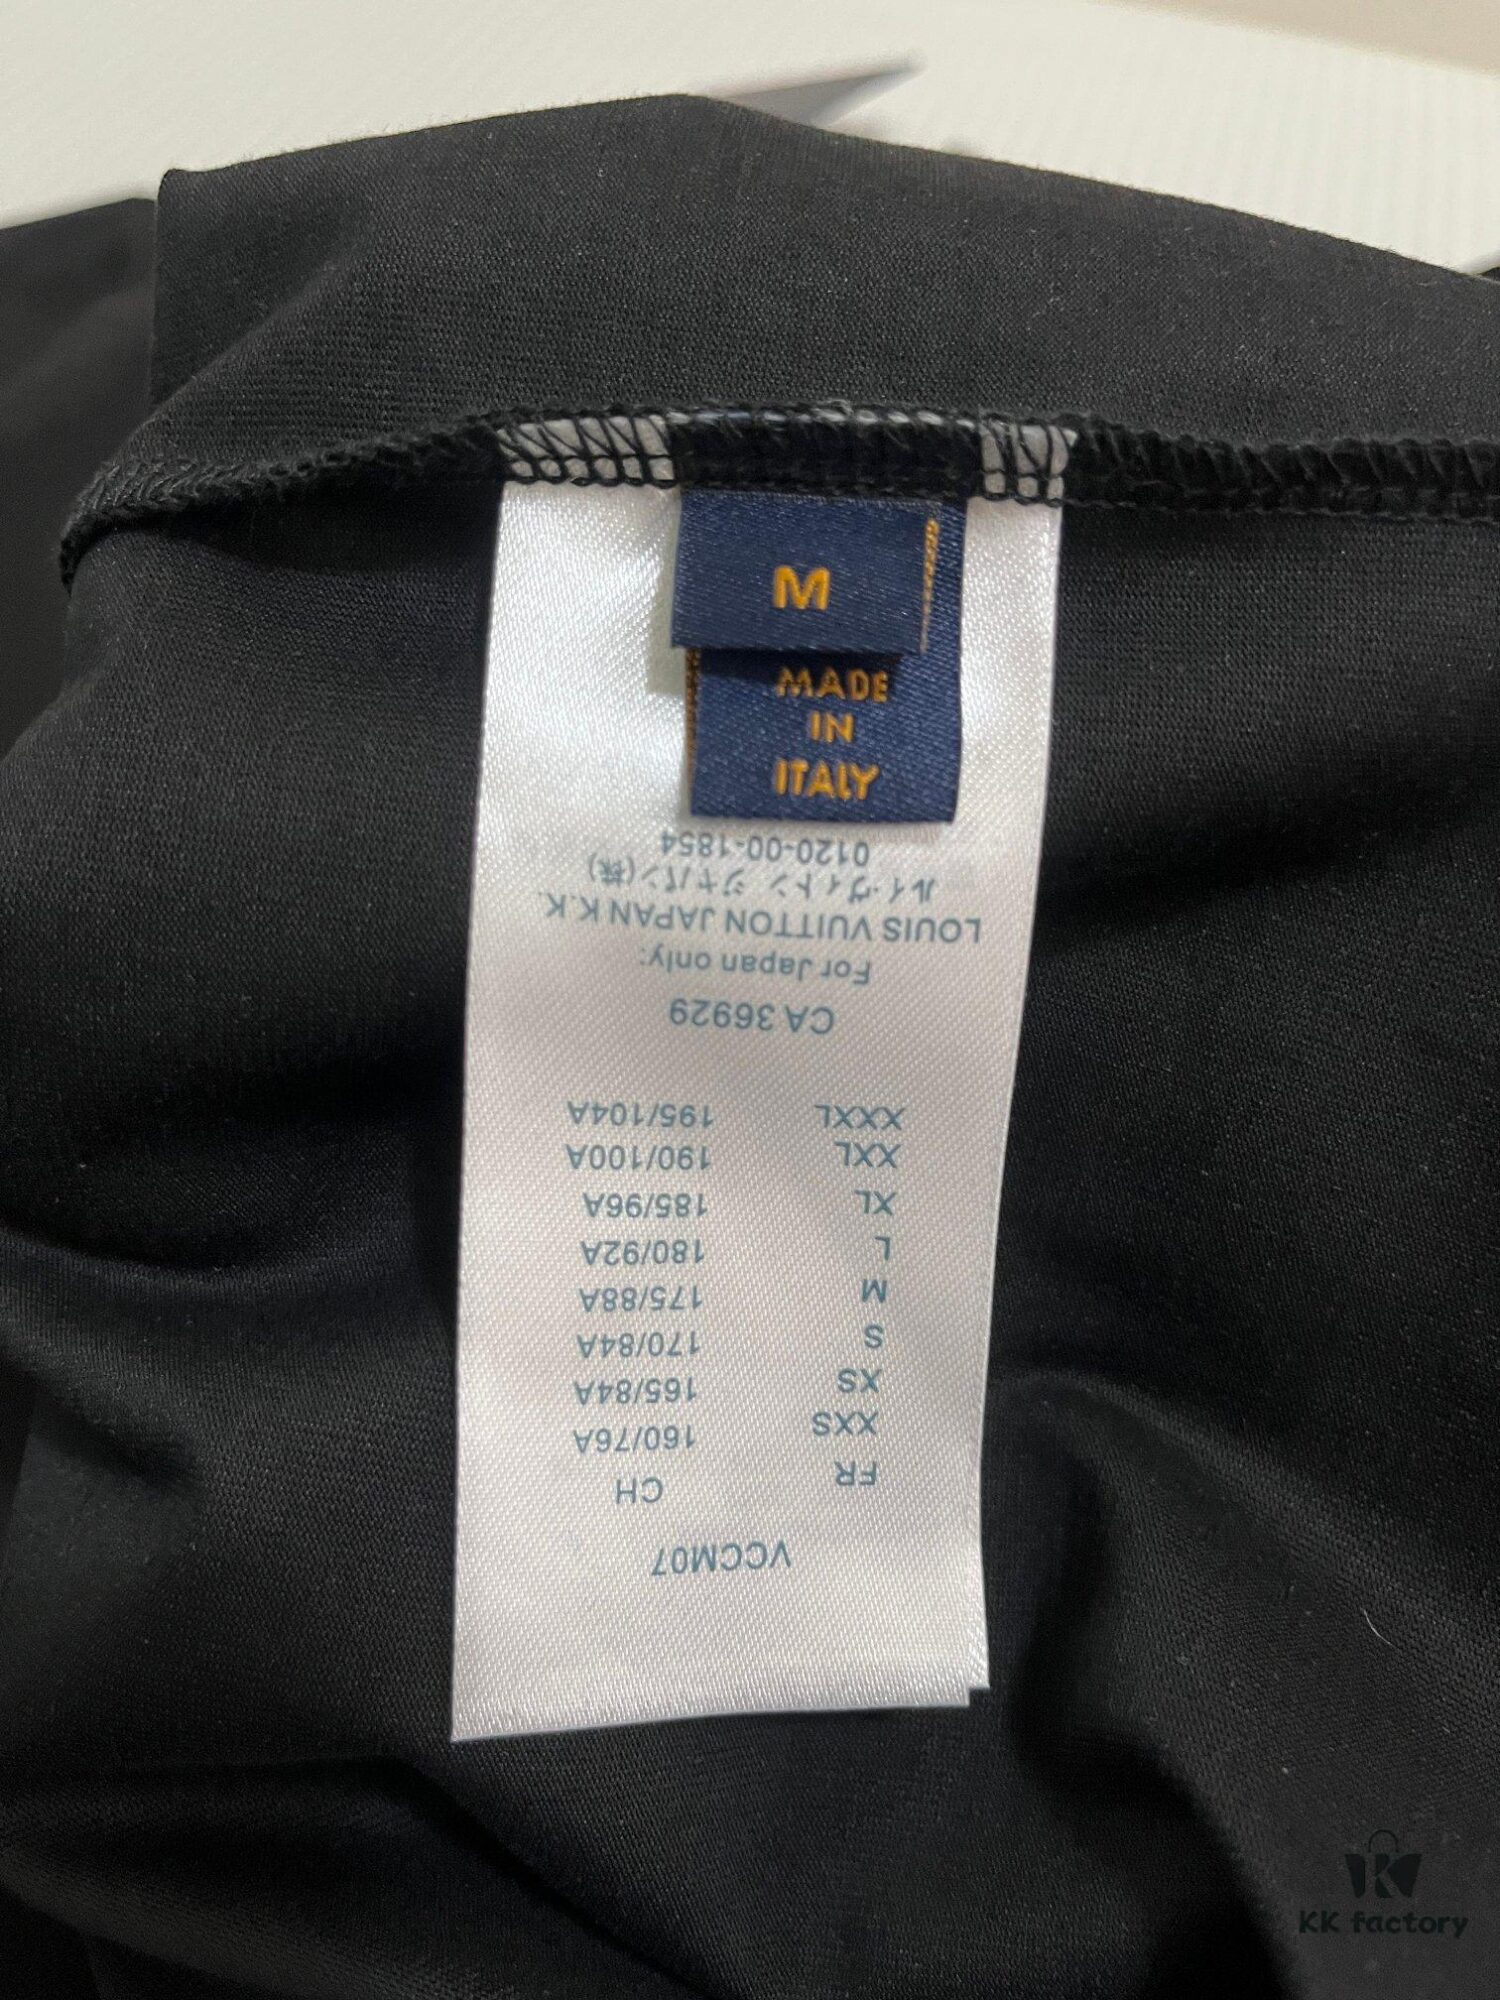 M
MADE
IN
ITALY
VCCM07
FR CH
XXS 160/76A
XS 165/84A
S 170/84A
M 175/88A
L 180/92A
XL 185/96A
XXL 190/100A
XXXL 195/104A
CA 36929
For Japan only:
LOUIS VUITTON JAPAN K.K.
ルイ・ヴィトン ジャパン(株)
0120-00-1854
KK factory